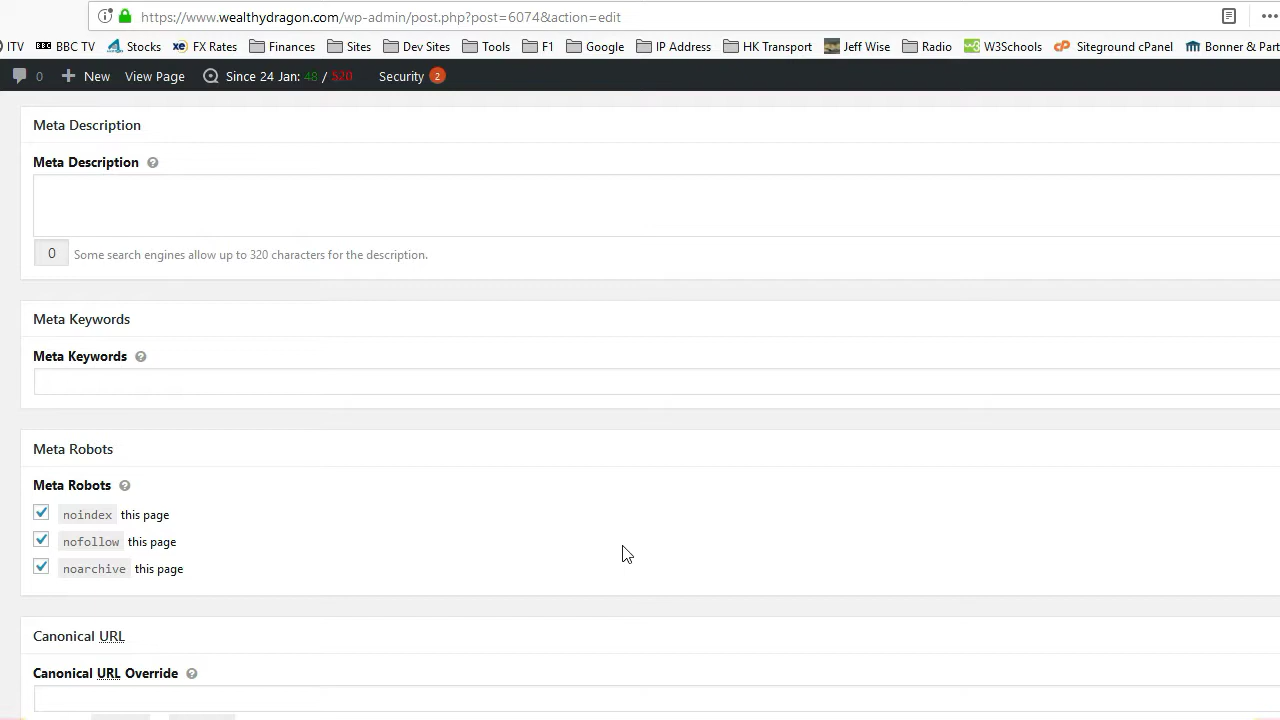 https://www.wealthydragon.com/wp-admin/post.php?post=6074&action=edit
ITV BBC TV Stocks FX Rates Finances Sites Dev Sites Tools F1 Google IP Address HK Transport Jeff Wise Radio W3Schools Siteground cPanel Bonner & Part
0 New View Page Since 24 Jan: 48 / 520 Security 2
Meta Description
Meta Description
0 Some search engines allow up to 320 characters for the description.
Meta Keywords
Meta Keywords
Meta Robots
Meta Robots
noindex this page
nofollow this page
noarchive this page
Canonical URL
Canonical URL Override